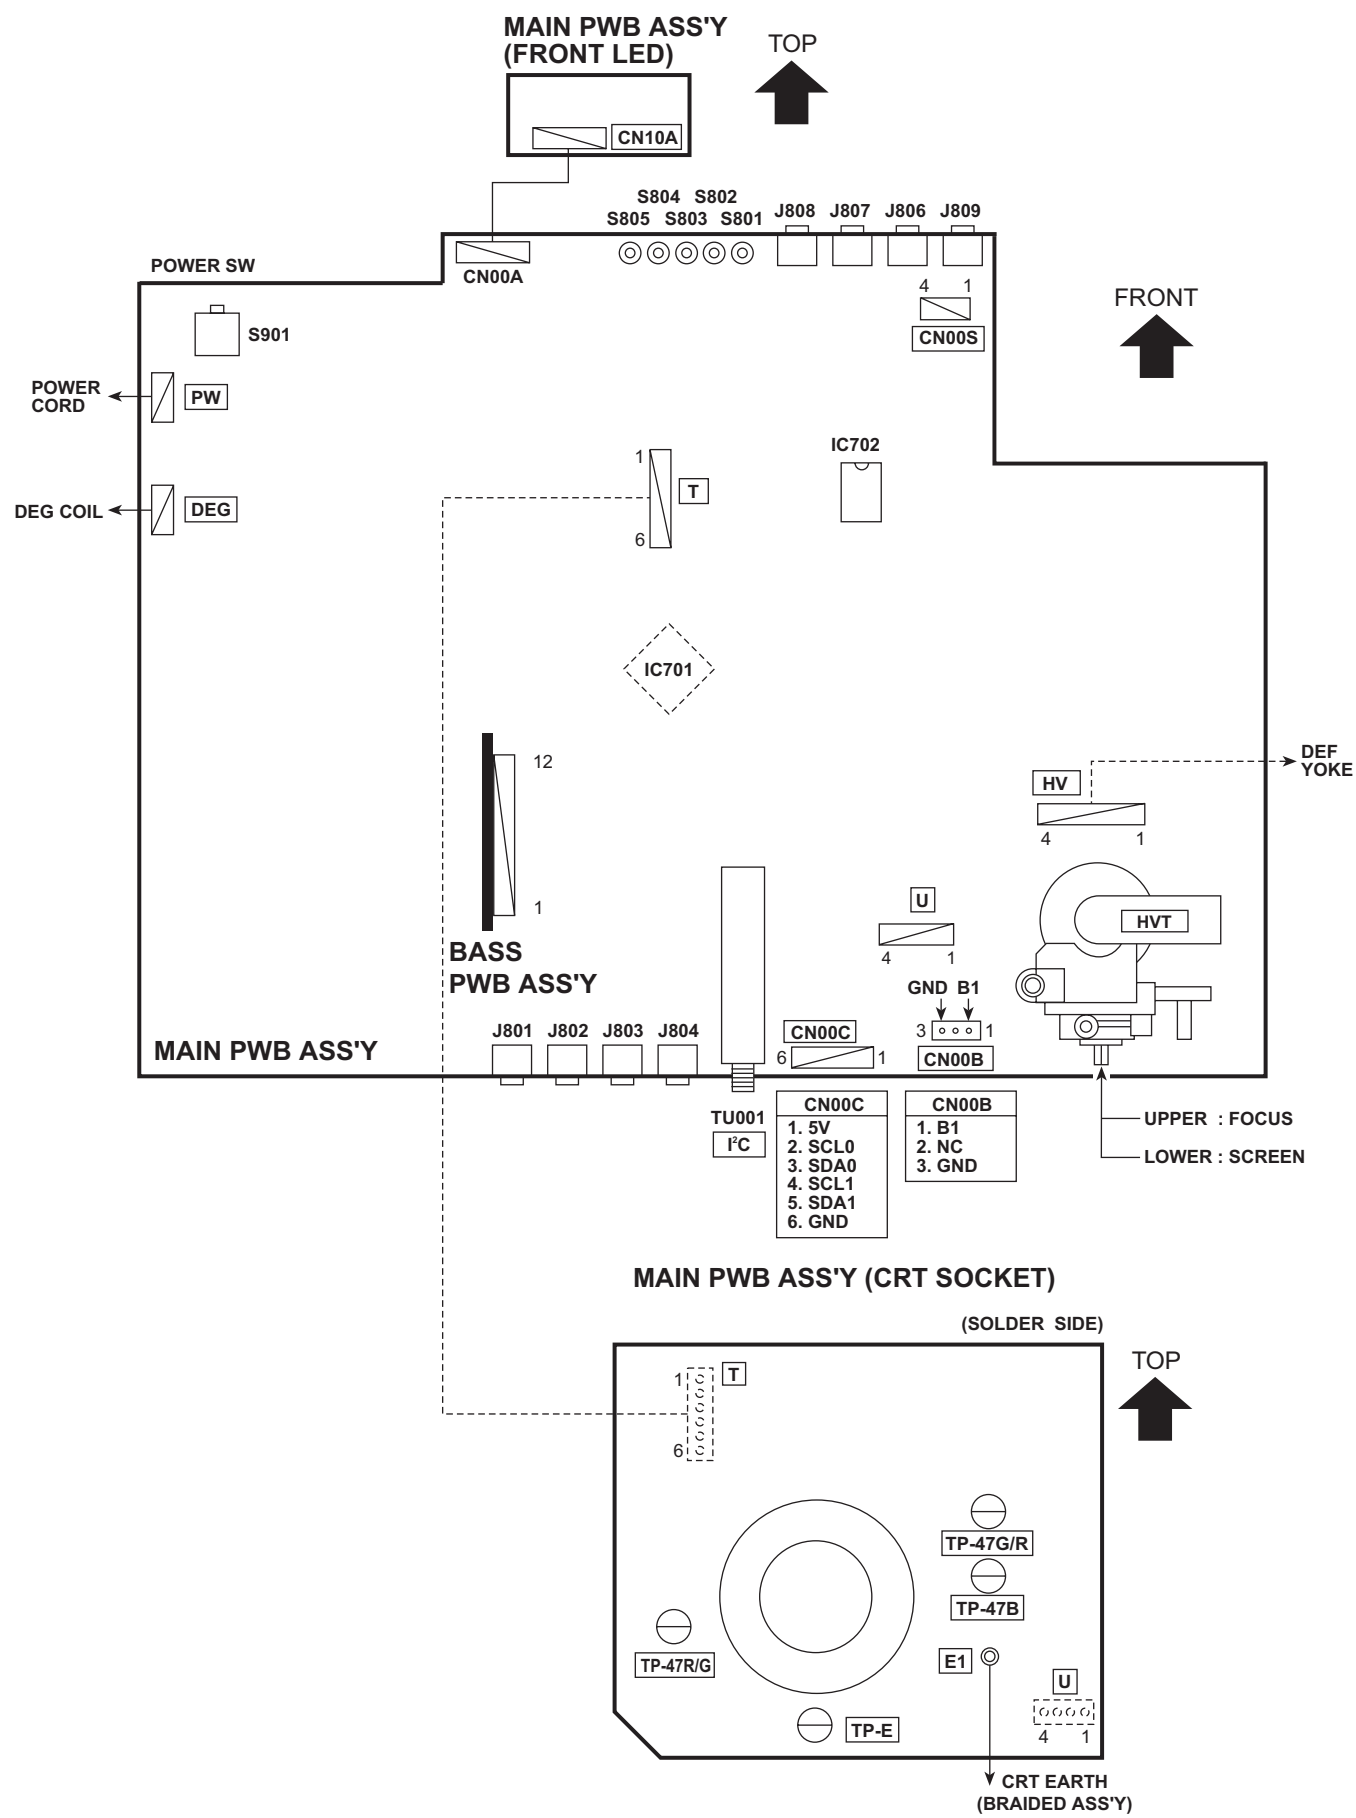 MAIN PWB ASS'Y
(FRONT LED)
TOP
CN10A
S804 S802
S805 S803 S801
J808 J807 J806 J809
POWER SW
CN00A
4 1
CN00S
FRONT
S901
POWER
CORD
PW
1
T
6
IC702
DEG COIL
DEG
IC701
12
1
BASS
PWB ASS'Y
DEF
YOKE
HV
4 1
HVT
U
4 1
GND B1
3 1
CN00B
CN00C
6 1
J801 J802 J803 J804
MAIN PWB ASS'Y
TU001
I²C
CN00C
1. 5V
2. SCL0
3. SDA0
4. SCL1
5. SDA1
6. GND
CN00B
1. B1
2. NC
3. GND
UPPER : FOCUS
LOWER : SCREEN
MAIN PWB ASS'Y (CRT SOCKET)
(SOLDER SIDE)
TOP
1
T
6
TP-47G/R
TP-47B
TP-47R/G
E1
U
4 1
TP-E
CRT EARTH
(BRAIDED ASS'Y)